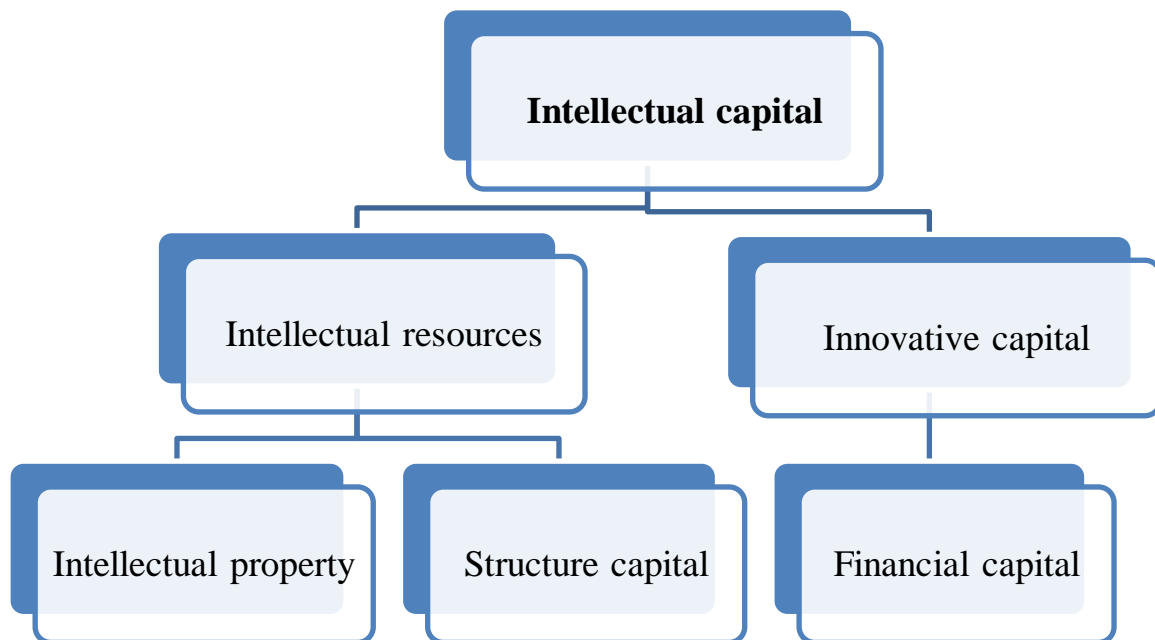 Intellectual capital
Intellectual resources
Innovative capital
Intellectual property
Structure capital
Financial capital